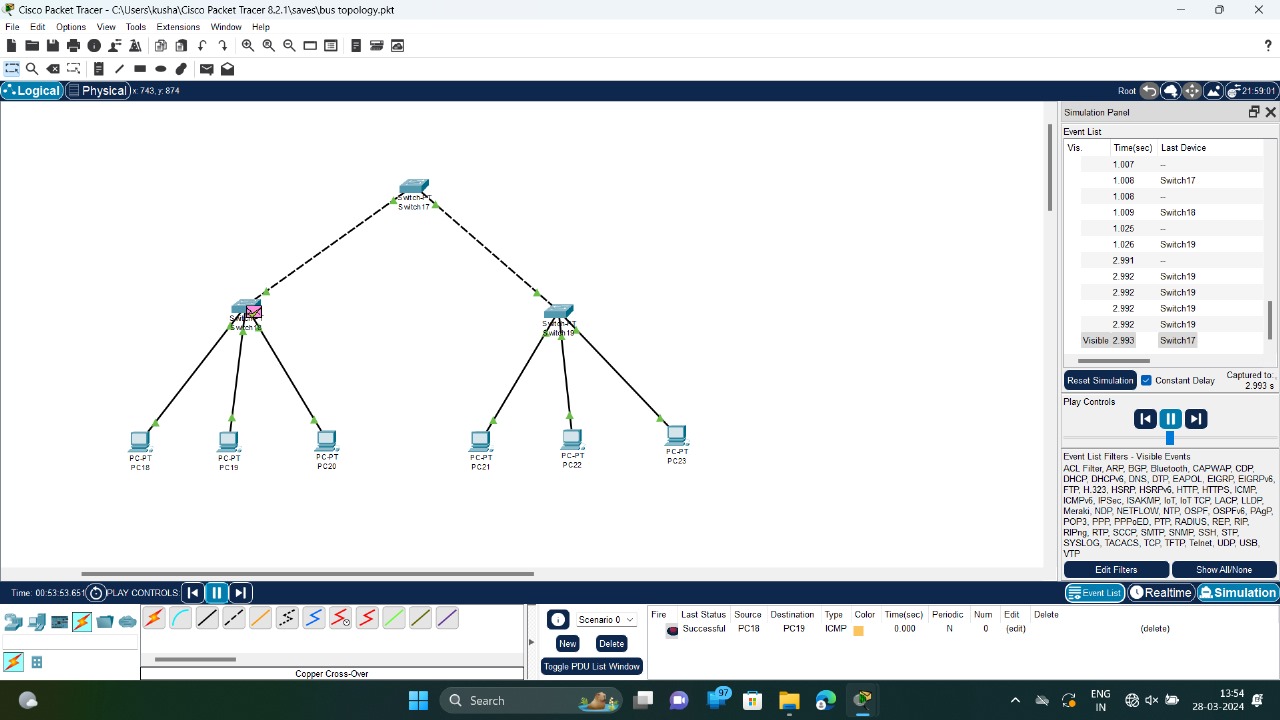 Cisco Packet Tracer - C:\Users\kusha\Cisco Packet Tracer 8.2.1\saves\bus topology.pkt
File Edit Options View Tools Extensions Window Help
Logical Physical x: 743, y: 874 Root 21:59:01
Simulation Panel
Event List
Vis. Time(sec) Last Device
1.007 --
1.008 Switch17
1.008 --
1.009 Switch18
1.025 --
1.026 Switch19
2.991 --
2.992 Switch19
2.992 Switch19
2.992 Switch19
2.992 Switch19
Visible 2.993 Switch17
Reset Simulation Constant Delay Captured to:
2.993 s
Play Controls
Event List Filters - Visible Events
ACL Filter, ARP, BGP, Bluetooth, CAPWAP, CDP,
DHCP, DHCPv6, DNS, DTP, EAPOL, EIGRP, EIGRPv6,
FTP, H.323, HSRP, HSRPv6, HTTP, HTTPS, ICMP,
ICMPv6, IPSec, ISAKMP, IoT, IoT TCP, LACP, LLDP,
Meraki, NDP, NETFLOW, NTP, OSPF, OSPFv6, PAgP,
POP3, PPP, PPPoED, PTP, RADIUS, REP, RIP,
RIPng, RTP, SCCP, SMTP, SNMP, SSH, STP,
SYSLOG, TACACS, TCP, TFTP, Telnet, UDP, USB,
VTP
Edit Filters Show All/None
Switch-PT
Switch17
Switch18
Switch-PT
Switch19
PC-PT
PC18
PC-PT
PC19
PC-PT
PC20
PC-PT
PC21
PC-PT
PC22
PC-PT
PC23
Time: 00:53:53.651 PLAY CONTROLS: Event List Realtime Simulation
Scenario 0
New Delete
Toggle PDU List Window
Fire Last Status Source Destination Type Color Time(sec) Periodic Num Edit Delete
Successful PC18 PC19 ICMP 0.000 N 0 (edit) (delete)
Copper Cross-Over
Search 97 ENG
IN
13:54
28-03-2024